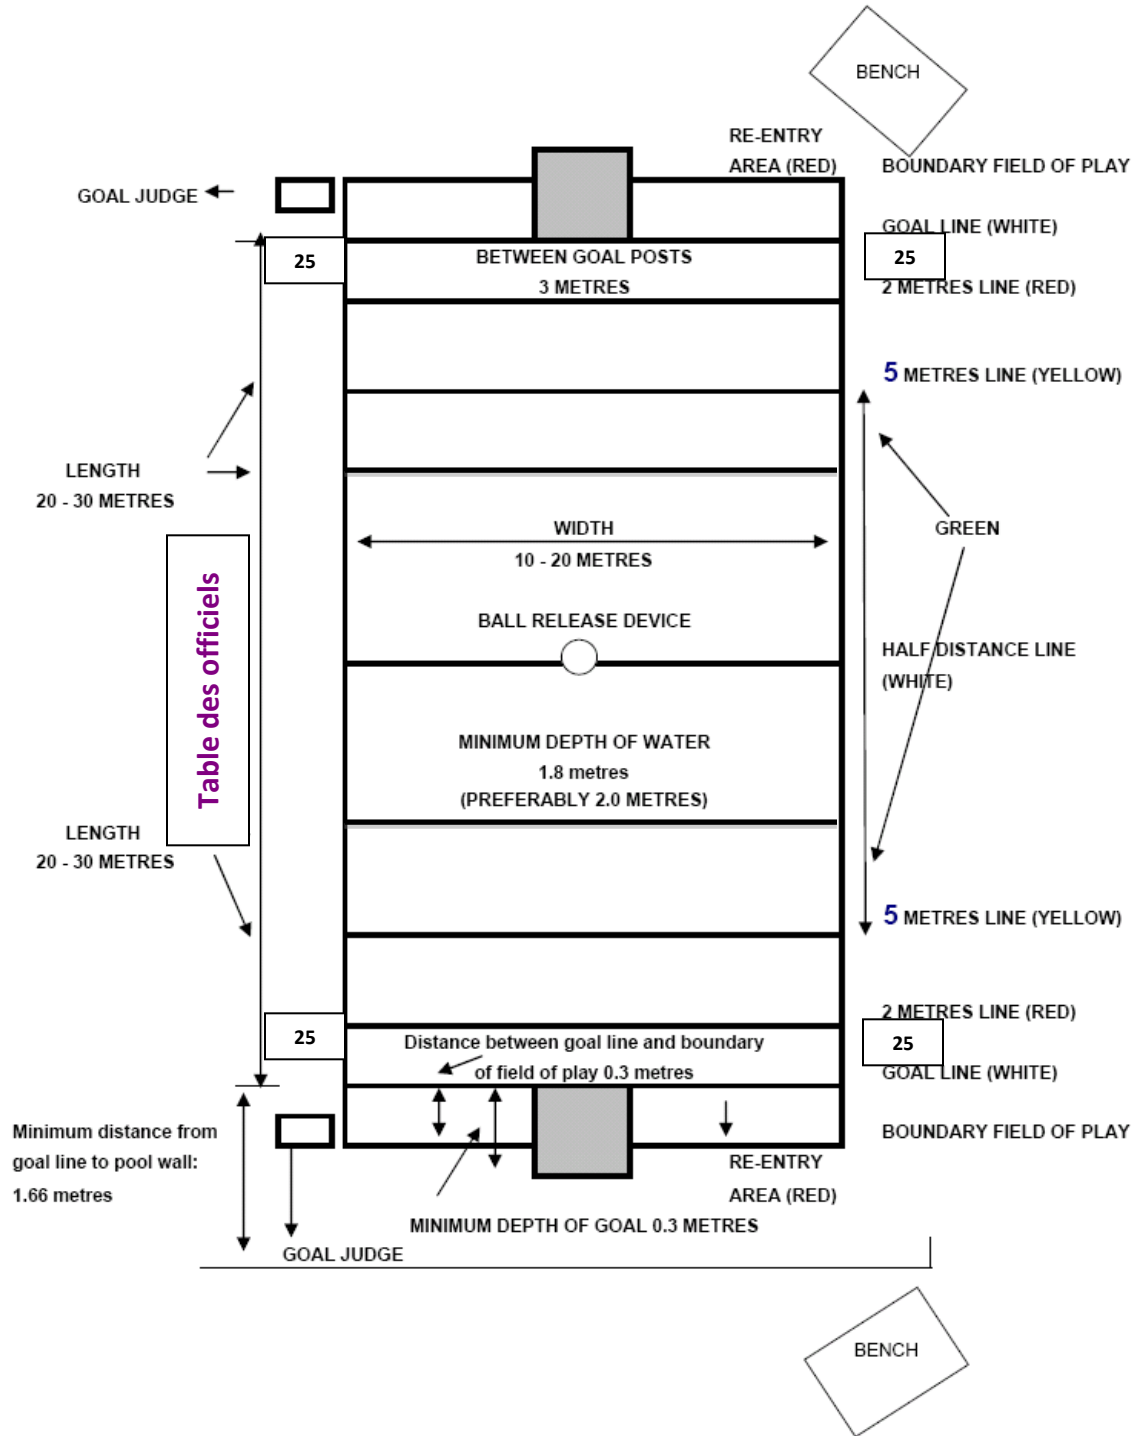 BENCH
RE-ENTRY
AREA (RED)
BOUNDARY FIELD OF PLAY
GOAL JUDGE
GOAL LINE (WHITE)
25
BETWEEN GOAL POSTS
3 METRES
25
2 METRES LINE (RED)
5 METRES LINE (YELLOW)
LENGTH
20 - 30 METRES
WIDTH
10 - 20 METRES
GREEN
Table des officiels
BALL RELEASE DEVICE
HALF DISTANCE LINE
(WHITE)
MINIMUM DEPTH OF WATER
1.8 metres
(PREFERABLY 2.0 METRES)
LENGTH
20 - 30 METRES
5 METRES LINE (YELLOW)
2 METRES LINE (RED)
25
Distance between goal line and boundary
of field of play 0.3 metres
25
GOAL LINE (WHITE)
Minimum distance from
goal line to pool wall:
1.66 metres
BOUNDARY FIELD OF PLAY
RE-ENTRY
AREA (RED)
MINIMUM DEPTH OF GOAL 0.3 METRES
GOAL JUDGE
BENCH